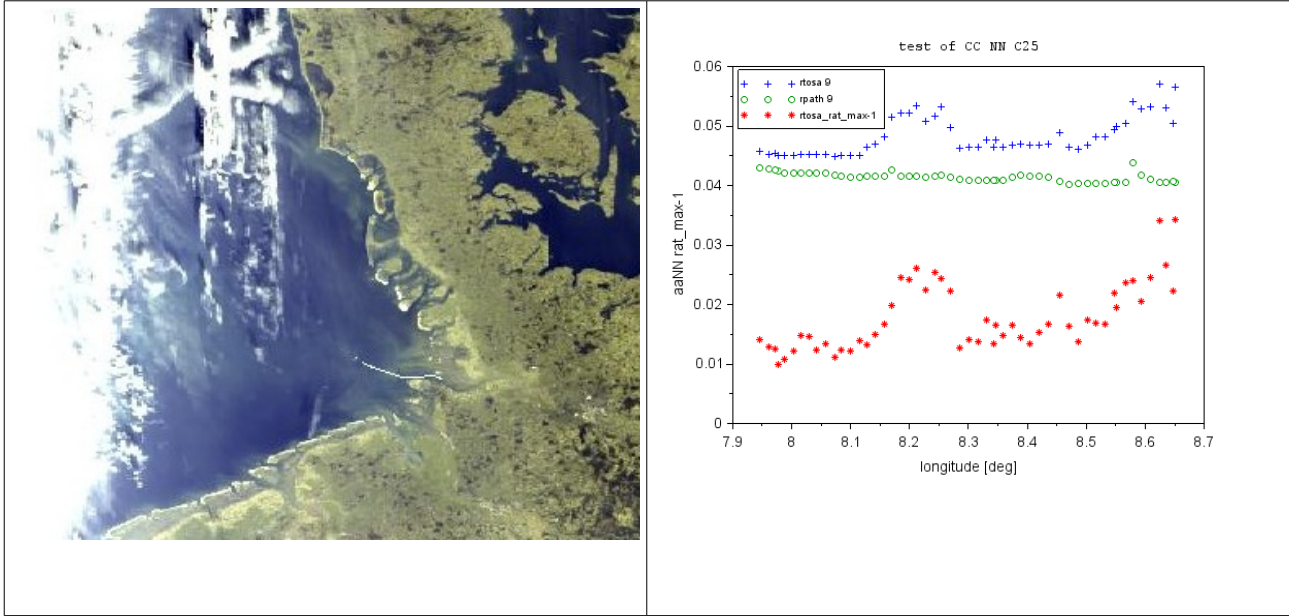 test of CC NN C25
0.06
rtosa 9
rpath 9
rtosa_rat_max-1
0.05
0.04
aaNN rat_max-1
0.03
0.02
0.01
0
7.9 8 8.1 8.2 8.3 8.4 8.5 8.6 8.7
longitude [deg]